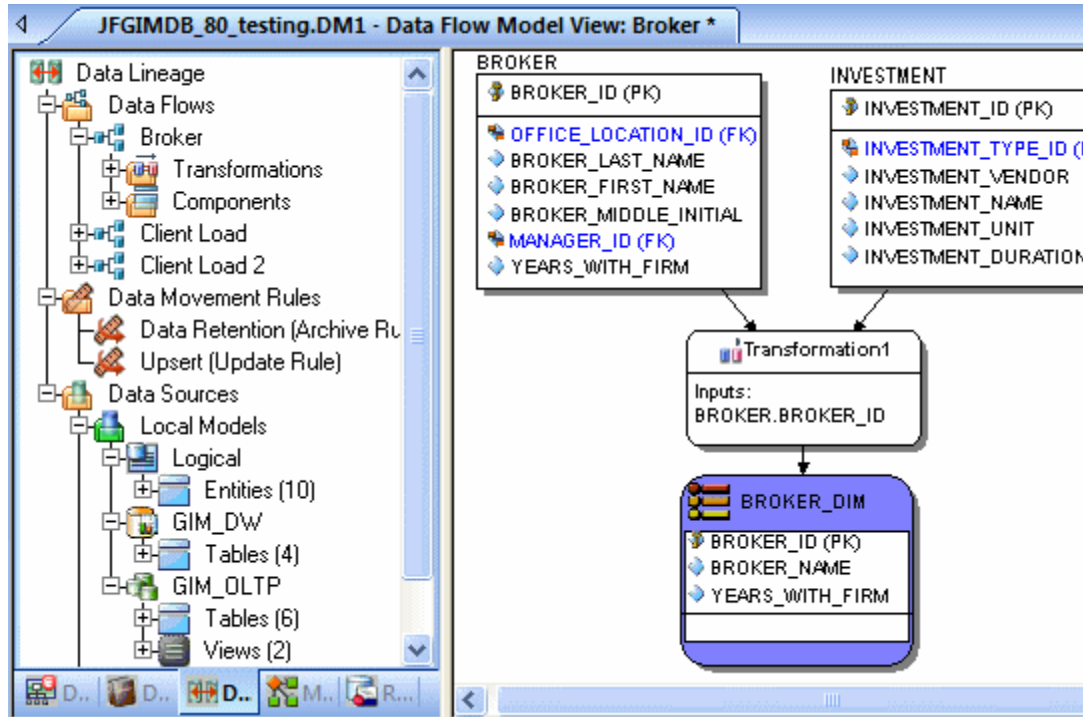 JFGIMDB_80_testing.DM1 - Data Flow Model View: Broker *
Data Lineage
Data Flows
Broker
Transformations
Components
Client Load
Client Load 2
Data Movement Rules
Data Retention (Archive Ru
Upsert (Update Rule)
Data Sources
Local Models
Logical
Entities (10)
GIM_DW
Tables (4)
GIM_OLTP
Tables (6)
Views (2)
D..
D..
D..
M..
R...
BROKER
BROKER_ID (PK)
OFFICE_LOCATION_ID (FK)
BROKER_LAST_NAME
BROKER_FIRST_NAME
BROKER_MIDDLE_INITIAL
MANAGER_ID (FK)
YEARS_WITH_FIRM
INVESTMENT
INVESTMENT_ID (PK)
INVESTMENT_TYPE_ID (
INVESTMENT_VENDOR
INVESTMENT_NAME
INVESTMENT_UNIT
INVESTMENT_DURATION
Transformation1
Inputs:
BROKER.BROKER_ID
BROKER_DIM
BROKER_ID (PK)
BROKER_NAME
YEARS_WITH_FIRM